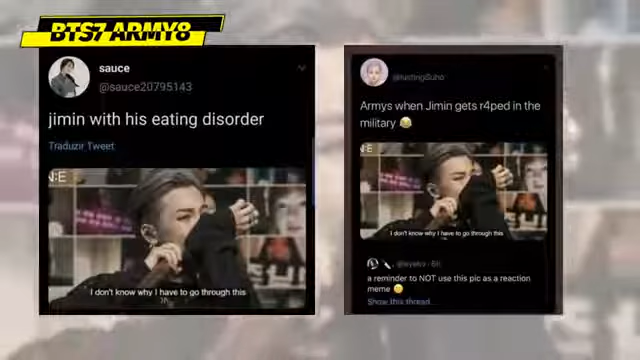 BTS7 ARMY8
sauce
@sauce20795143
jimin with his eating disorder
Traduzir Tweet
I don't know why I have to go through this
Armys when Jimin gets r4ped in the
military 😂
I don't know why I have to go through this
a reminder to NOT use this pic as a reaction
meme
Show this thread